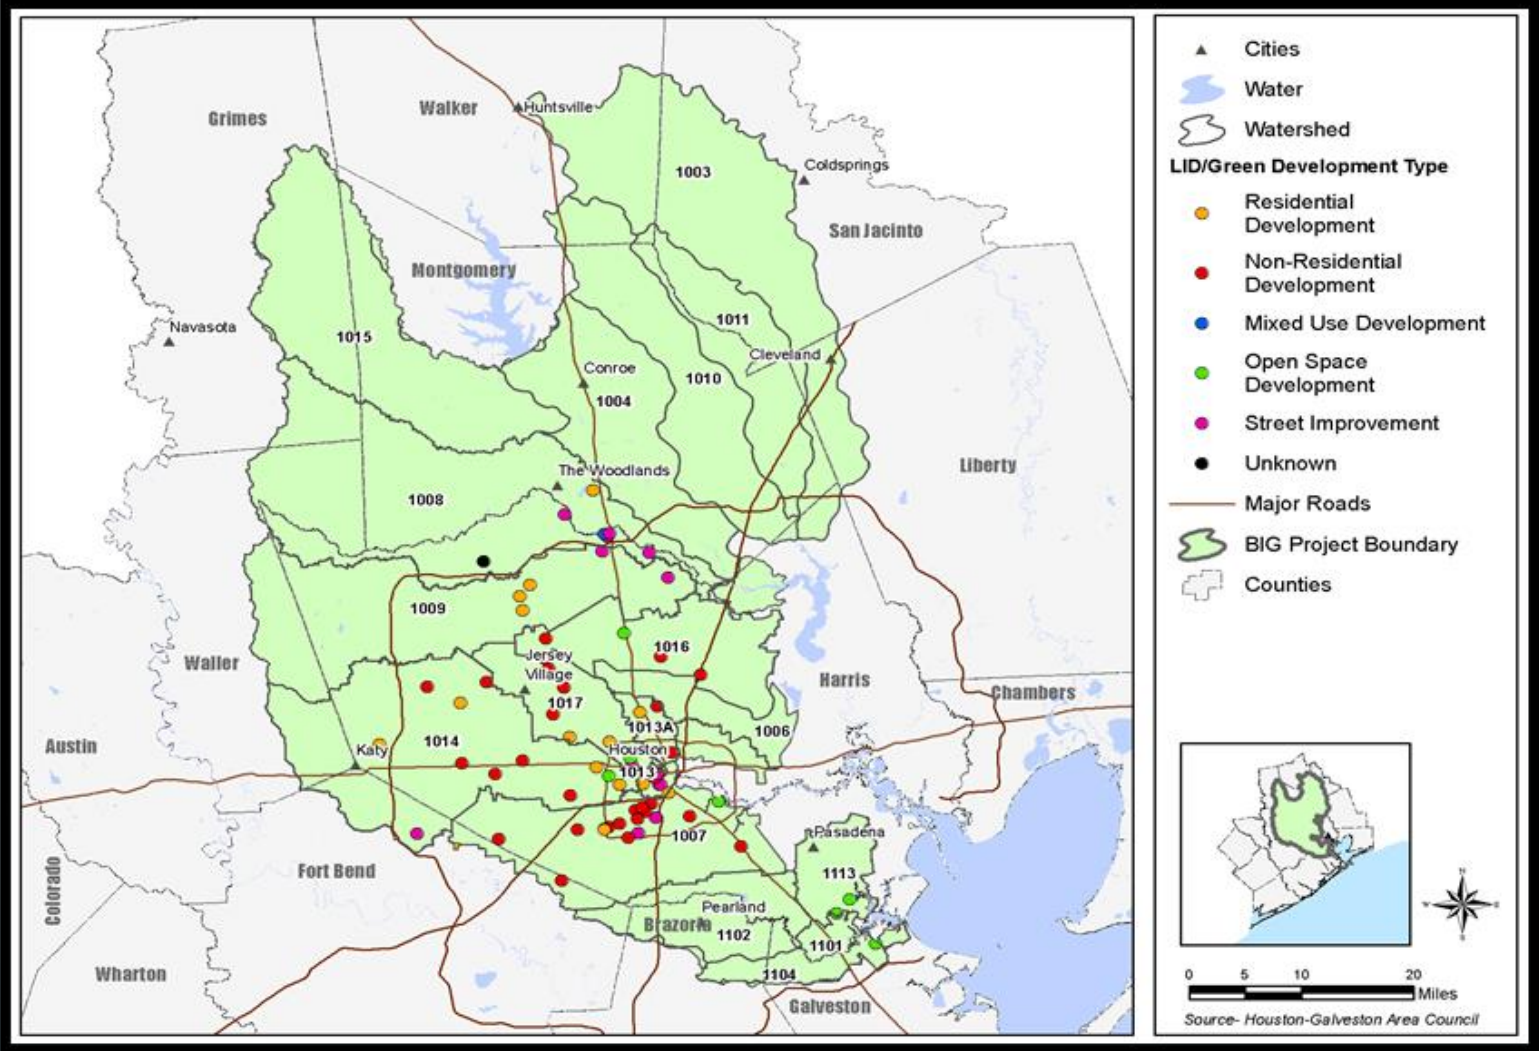 Grimes
Walker
Huntsville
1003
Coldsprings
San Jacinto
Montgomery
Navasota
1015
1011
Cleveland
Conroe
1010
1004
The Woodlands
Liberty
1008
1009
Waller
Jersey
Village
1016
Harris
Chambers
1017
1013A
1006
Austin
Katy
1014
Houston
1013
1007
Pasadena
Fort Bend
1113
Colorado
Pearland
Brazoria
1102
1101
Wharton
1104
Galveston
Cities
Water
Watershed
LID/Green Development Type
Residential
Development
Non-Residential
Development
Mixed Use Development
Open Space
Development
Street Improvement
Unknown
Major Roads
BIG Project Boundary
Counties
N
W
E
S
0 5 10 20
Miles
Source- Houston-Galveston Area Council